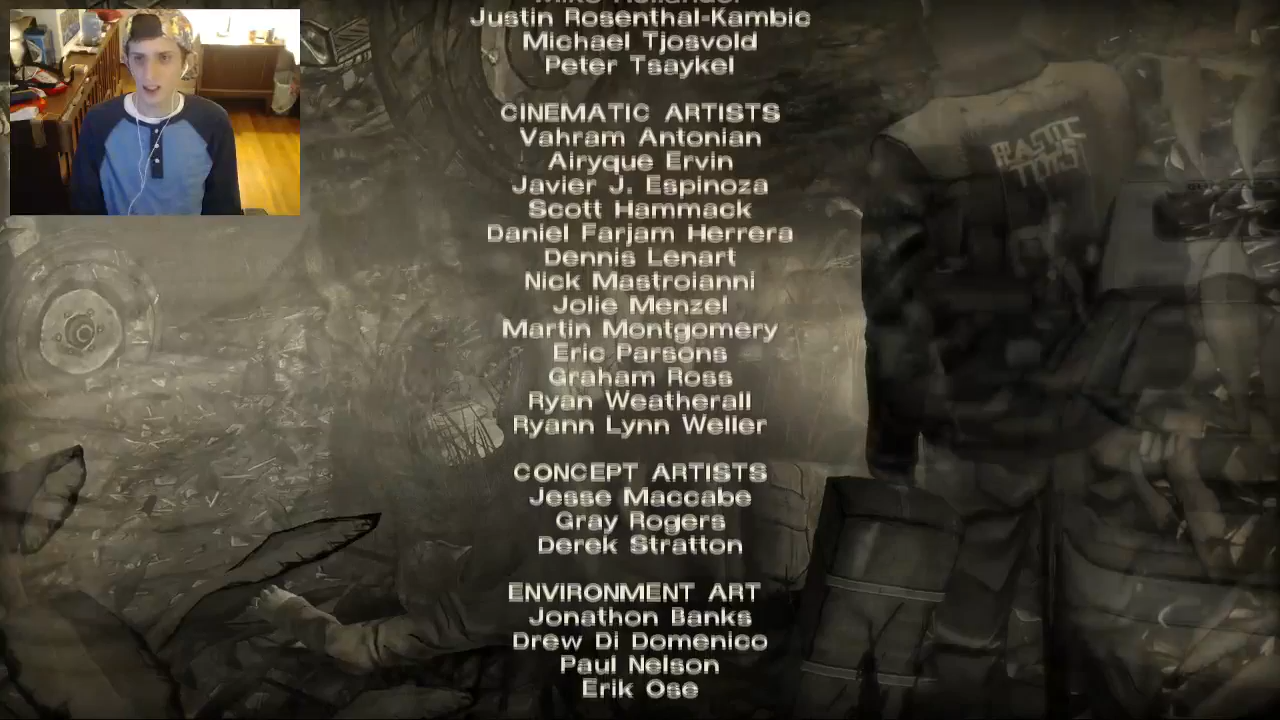 Justin Rosenthal-Kambic
Michael Tjosvold
Peter Tsaykel
CINEMATIC ARTISTS
Vahram Antonian
Airyque Ervin
Javier J. Espinoza
Scott Hammack
Daniel Farjam Herrera
Dennis Lenart
Nick Mastroianni
Jolie Menzel
Martin Montgomery
Eric Parsons
Graham Ross
Ryan Weatherall
Ryann Lynn Weller
CONCEPT ARTISTS
Jesse Maccabe
Gray Rogers
Derek Stratton
ENVIRONMENT ART
Jonathon Banks
Drew Di Domenico
Paul Nelson
Erik Ose